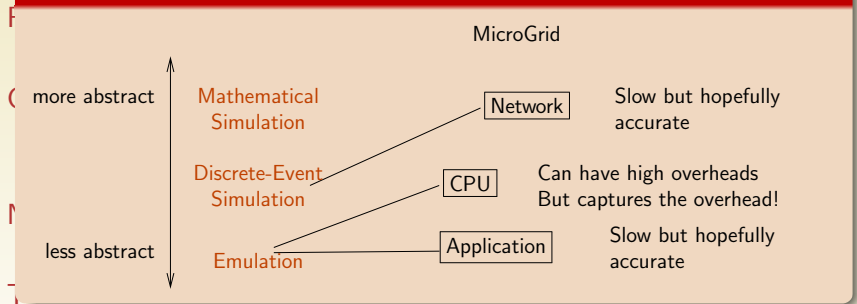 MicroGrid
more abstract
Mathematical
Simulation
Network
Slow but hopefully
accurate
Discrete-Event
Simulation
CPU
Can have high overheads
But captures the overhead!
less abstract
Emulation
Application
Slow but hopefully
accurate